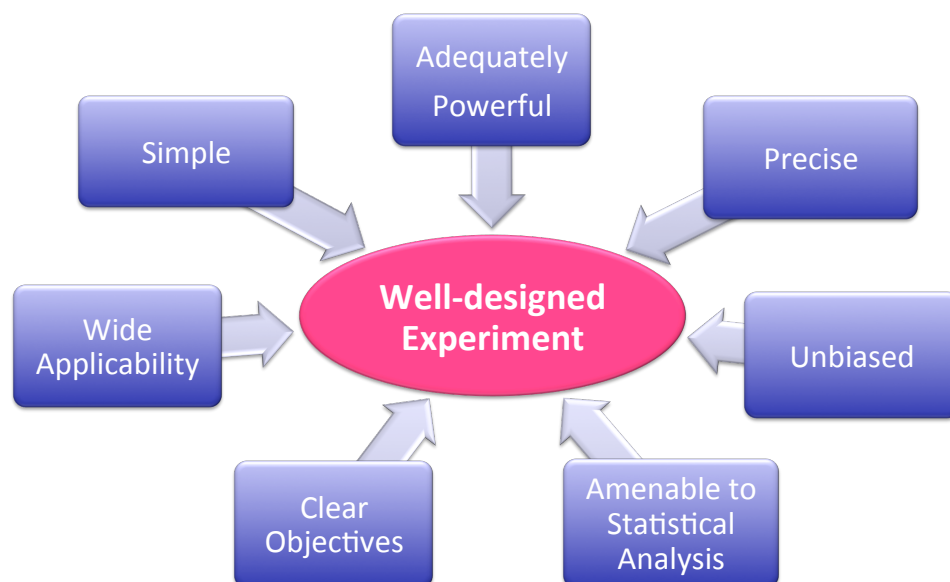 Adequately
Powerful
Simple
Precise
Well-designed
Experiment
Wide
Applicability
Unbiased
Clear
Objectives
Amenable to
Statistical
Analysis